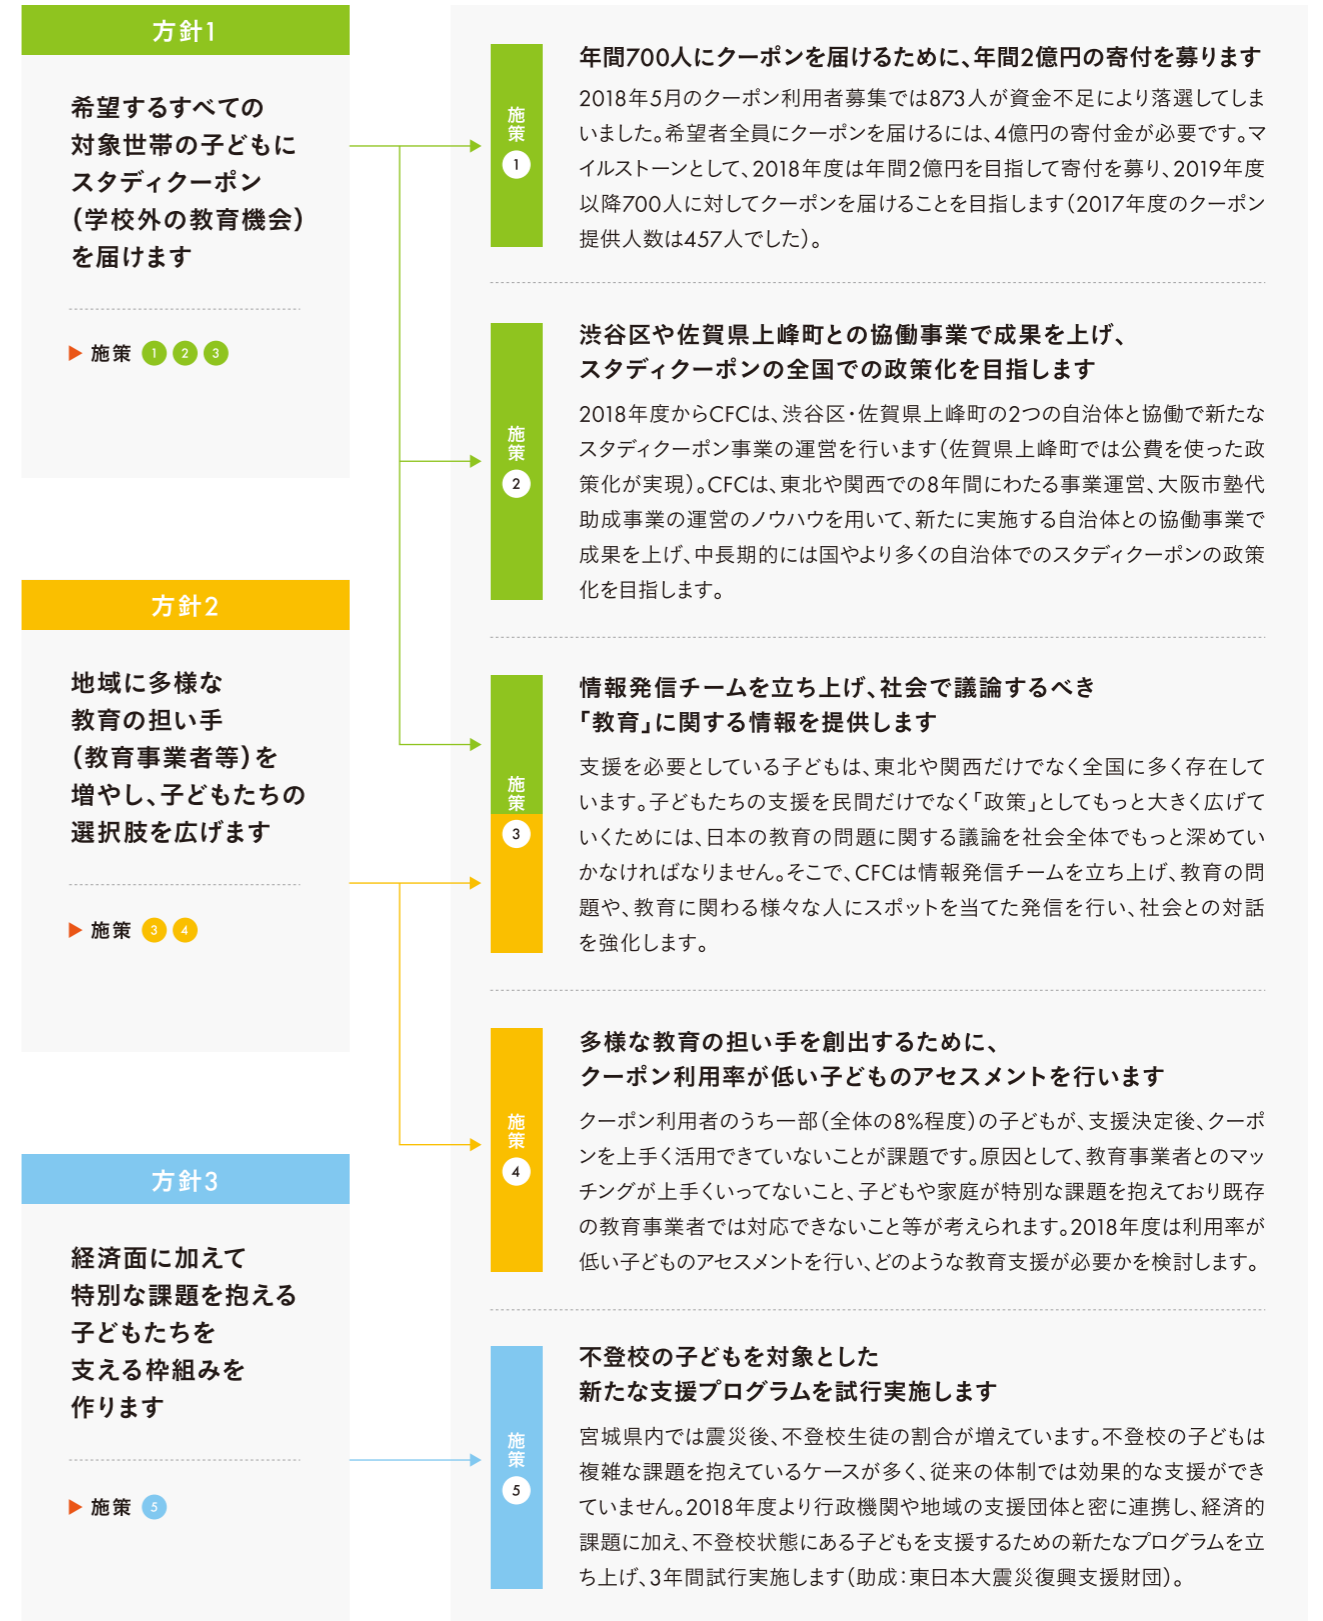 方針1
希望するすべての
対象世帯の子どもに
スタディクーポン
(学校外の教育機会)
を届けます
▶ 施策 1 2 3
方針2
地域に多様な
教育の担い手
(教育事業者等)を
増やし、子どもたちの
選択肢を広げます
▶ 施策 3 4
方針3
経済面に加えて
特別な課題を抱える
子どもたちを
支える枠組みを
作ります
▶ 施策 5
施策 1
年間700人にクーポンを届けるために、年間2億円の寄付を募ります
2018年5月のクーポン利用者募集では873人が資金不足により落選してしま
いました。希望者全員にクーポンを届けるには、4億円の寄付金が必要です。マ
イルストーンとして、2018年度は年間2億円を目指して寄付を募り、2019年度
以降700人に対してクーポンを届けることを目指します(2017年度のクーポン
提供人数は457人でした)。
施策 2
渋谷区や佐賀県上峰町との協働事業で成果を上げ、
スタディクーポンの全国での政策化を目指します
2018年度からCFCは、渋谷区・佐賀県上峰町の2つの自治体と協働で新たな
スタディクーポン事業の運営を行います(佐賀県上峰町では公費を使った政
策化が実現)。CFCは、東北や関西での8年間にわたる事業運営、大阪市塾代
助成事業の運営のノウハウを用いて、新たに実施する自治体との協働事業で
成果を上げ、中長期的には国やより多くの自治体でのスタディクーポンの政策
化を目指します。
施策 3
情報発信チームを立ち上げ、社会で議論するべき
「教育」に関する情報を提供します
支援を必要としている子どもは、東北や関西だけでなく全国に多く存在して
います。子どもたちの支援を民間だけでなく「政策」としてもっと大きく広げて
いくためには、日本の教育の問題に関する議論を社会全体でもっと深めてい
かなければなりません。そこで、CFCは情報発信チームを立ち上げ、教育の問
題や、教育に関わる様々な人にスポットを当てた発信を行い、社会との対話
を強化します。
施策 4
多様な教育の担い手を創出するために、
クーポン利用率が低い子どものアセスメントを行います
クーポン利用者のうち一部(全体の8%程度)の子どもが、支援決定後、クーポ
ンを上手く活用できていないことが課題です。原因として、教育事業者とのマッ
チングが上手くいってないこと、子どもや家庭が特別な課題を抱えており既存
の教育事業者では対応できないこと等が考えられます。2018年度は利用率が
低い子どものアセスメントを行い、どのような教育支援が必要かを検討します。
施策 5
不登校の子どもを対象とした
新たな支援プログラムを試行実施します
宮城県内では震災後、不登校生徒の割合が増えています。不登校の子どもは
複雑な課題を抱えているケースが多く、従来の体制では効果的な支援ができ
ていません。2018年度より行政機関や地域の支援団体と密に連携し、経済的
課題に加え、不登校状態にある子どもを支援するための新たなプログラムを立
ち上げ、3年間試行実施します(助成:東日本大震災復興支援財団)。